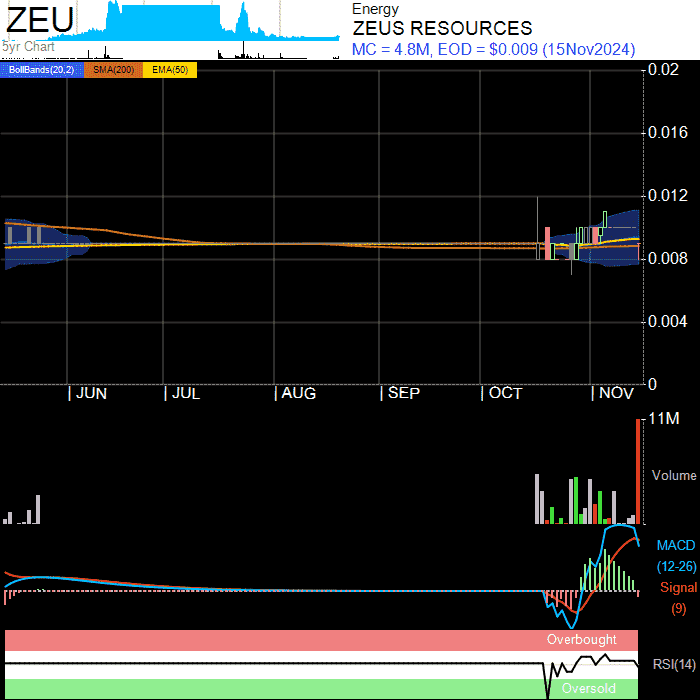 ZEU
5yr Chart
Energy
ZEUS RESOURCES
MC = 4.8M, EOD = $0.009 (15Nov2024)
BollBands(20,2) SMA(200) EMA(50)
0.02
0.016
0.012
0.008
0.004
0
JUN JUL AUG SEP OCT NOV
11M
Volume
MACD
(12-26)
Signal
(9)
Overbought
RSI(14)
Oversold